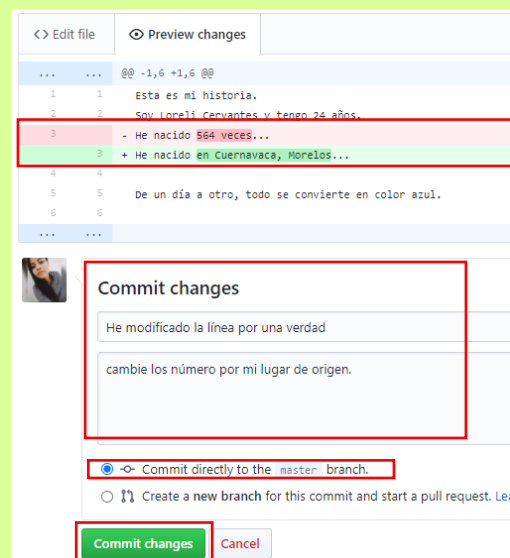 <> Edit file Preview changes
... ... @@ -1,6 +1,6 @@
1 1 Esta es mi historia.
2 2 Soy Loreli Cervantes y tengo 24 años.
3 - He nacido 564 veces...
3 + He nacido en Cuernavaca, Morelos...
4 4
5 5 De un día a otro, todo se convierte en color azul.
6 6
... ...
Commit changes
He modificado la línea por una verdad
cambie los número por mi lugar de origen.
Commit directly to the master branch.
Create a new branch for this commit and start a pull request.
Commit changes Cancel